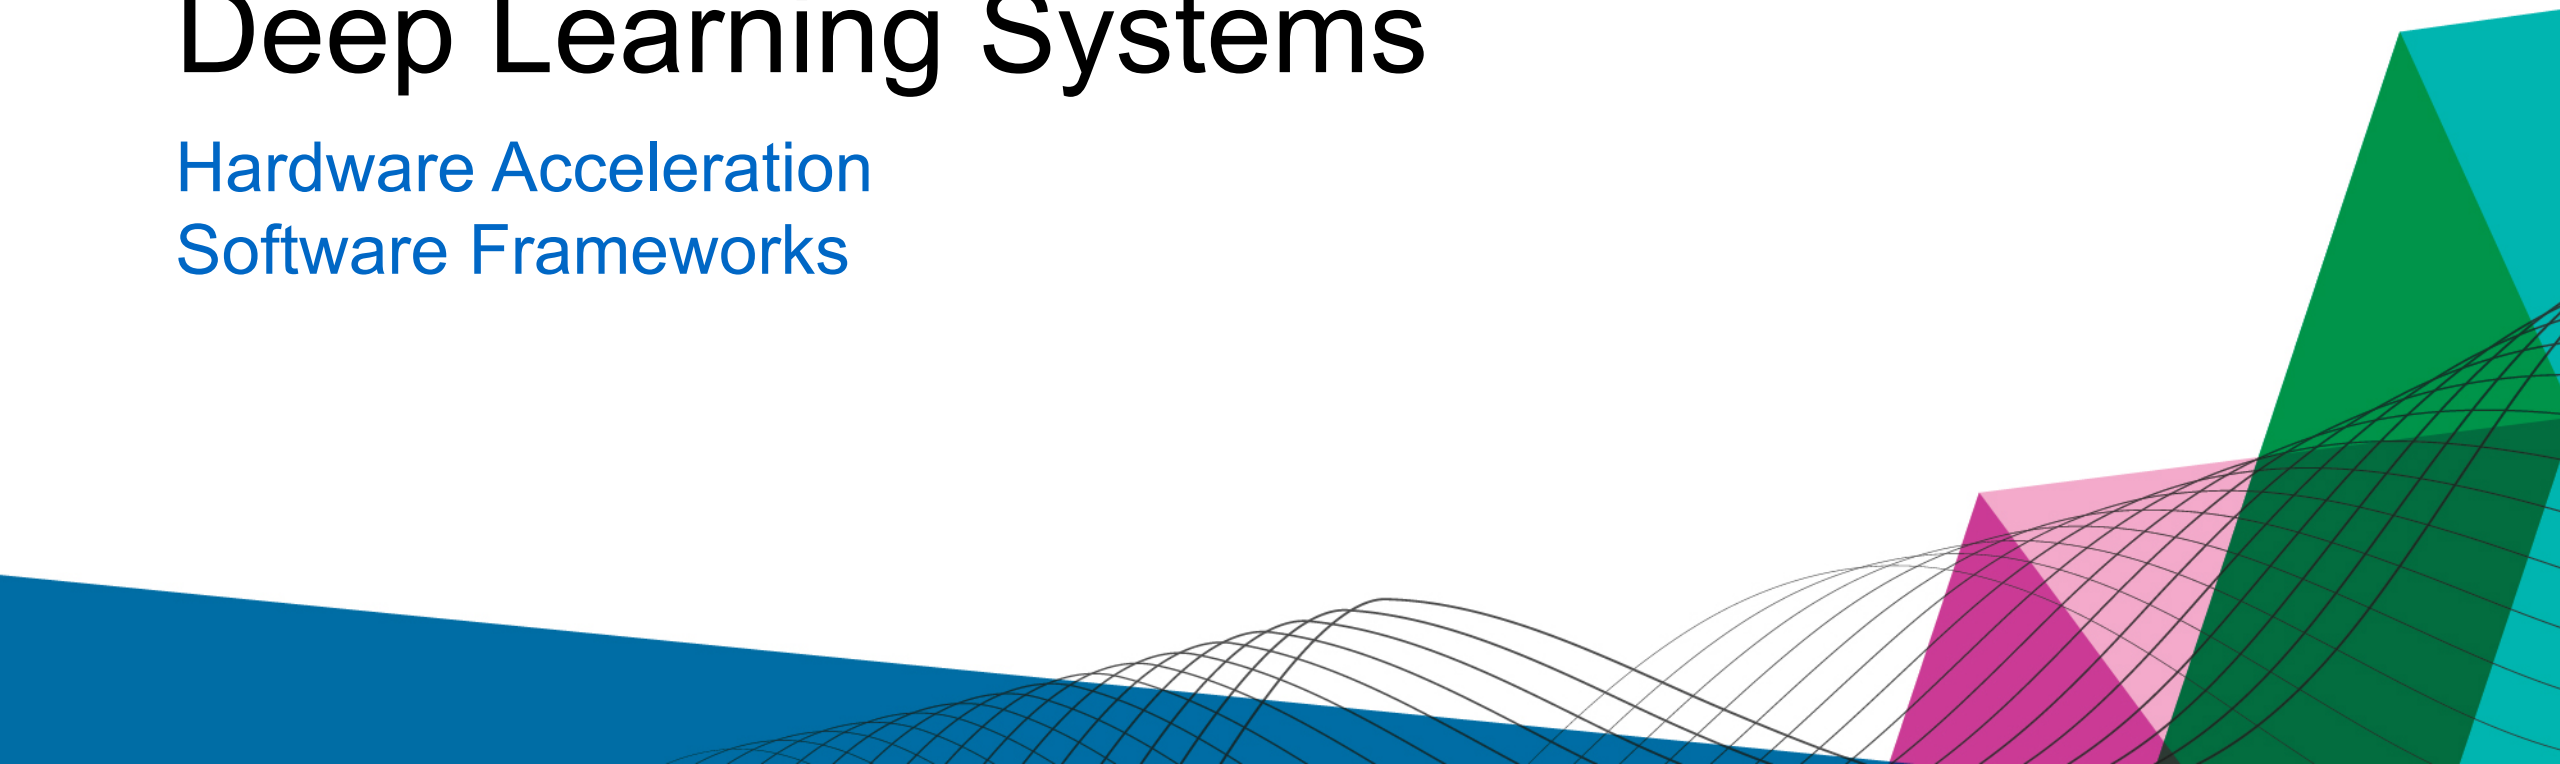 Deep Learning Systems
Hardware Acceleration
Software Frameworks